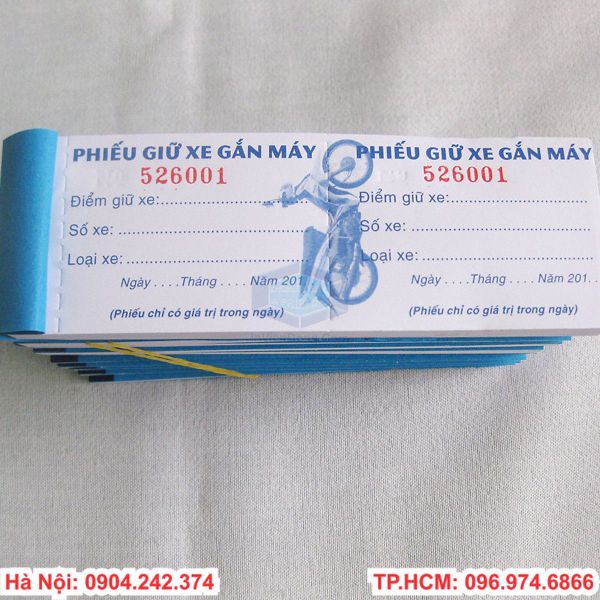 PHIẾU GIỮ XE GẮN MÁY
526001
Điểm giữ xe:............................
Số xe:....................................
Loại xe:..................................
Ngày . . . .Tháng . . . . Năm 201. . .
(Phiếu chỉ có giá trị trong ngày)
PHIẾU GIỮ XE GẮN MÁY
526001
Điểm giữ xe:............................
Số xe:....................................
Loại xe:..................................
Ngày . . . .Tháng . . . . Năm 201. .
(Phiếu chỉ có giá trị trong ngày)
Hà Nội: 0904.242.374
TP.HCM: 096.974.6866